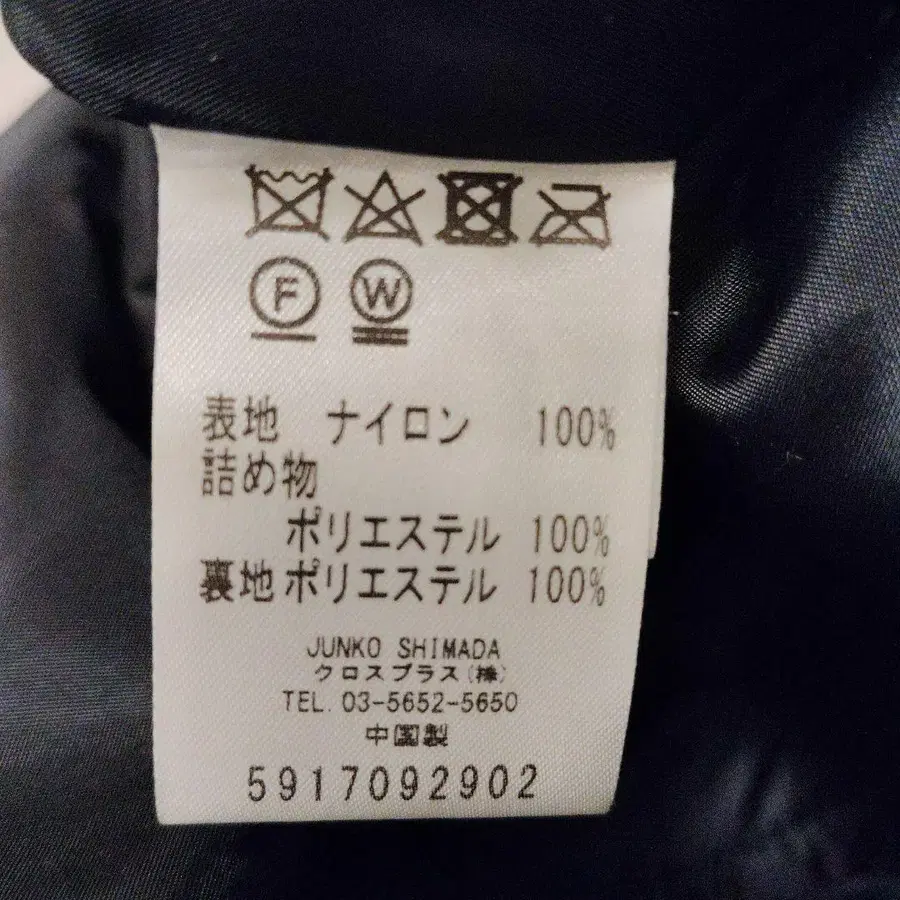 F W
表地 ナイロン 100%
詰め物
ポリエステル 100%
裏地 ポリエステル 100%
JUNKO SHIMADA
クロスプラス(株)
TEL. 03-5652-5650
中国製
5917092902